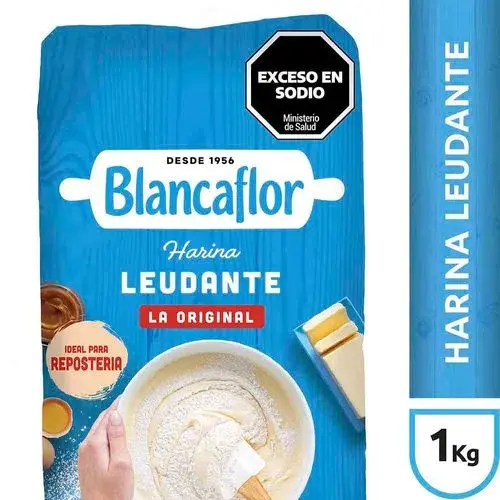 EXCESO EN
SODIO
Ministerio
de Salud
DESDE 1956
Blancaflor
Harina
LEUDANTE
LA ORIGINAL
IDEAL PARA
REPOSTERIA
HARINA LEUDANTE
1Kg